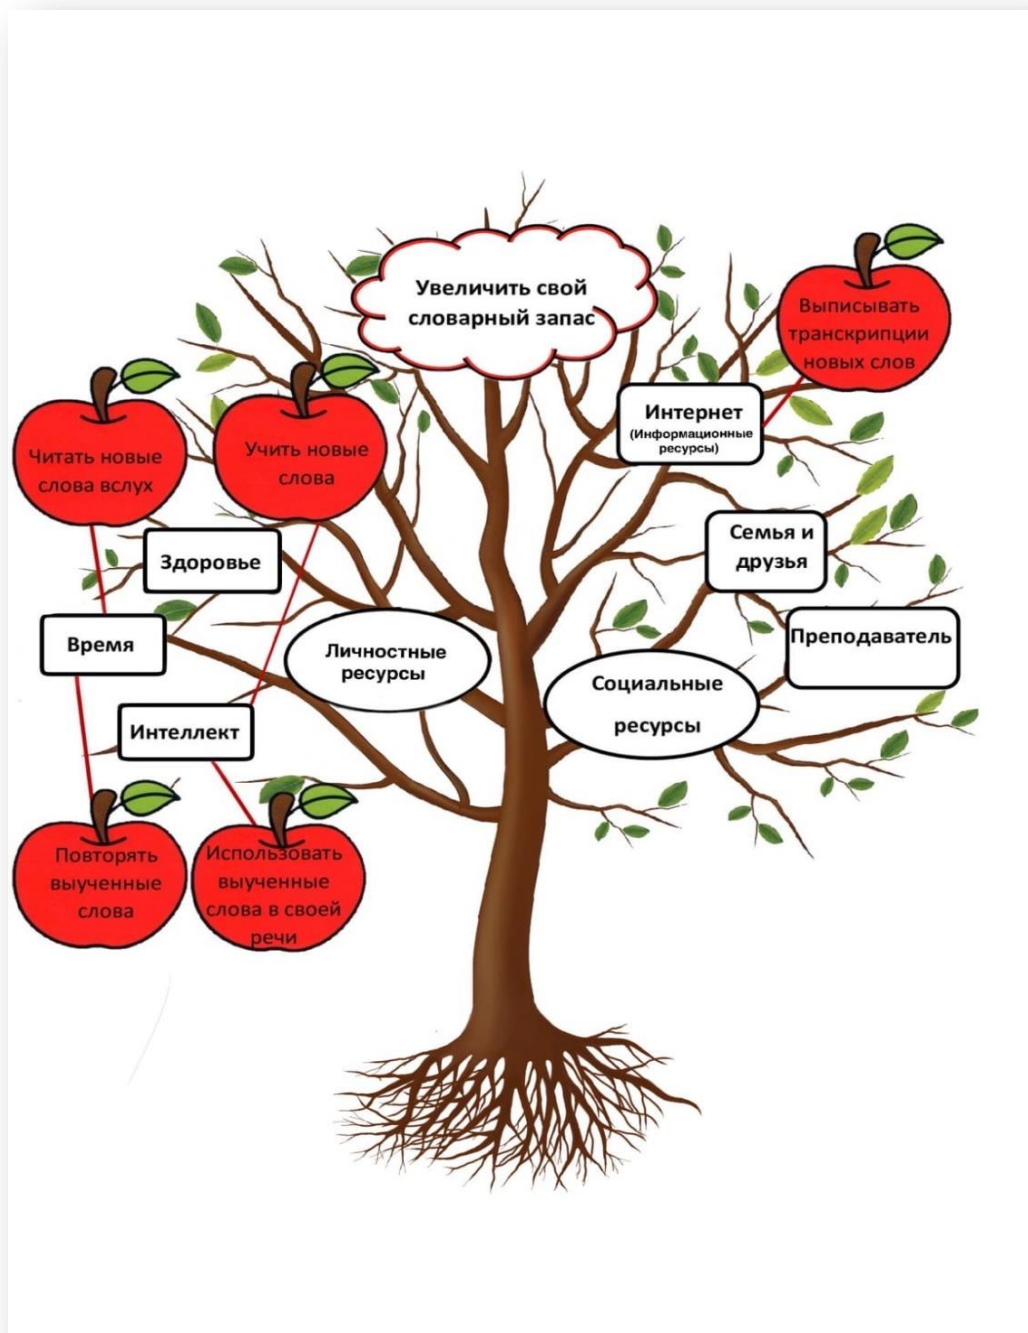 Увеличить свой
словарный запас
Выписывать
транскрипции
новых слов
Интернет
(Информационные
ресурсы)
Читать новые
слова вслух
Учить новые
слова
Семья и
друзья
Здоровье
Время
Преподаватель
Личностные
ресурсы
Социальные
ресурсы
Интеллект
Повторять
выученные
слова
Использовать
выученные
слова в своей
речи